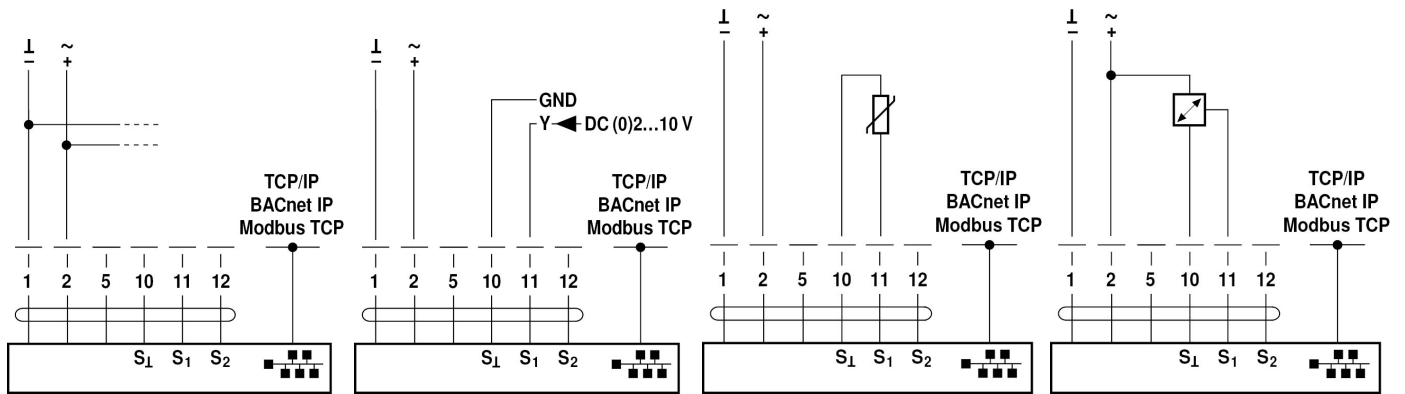 ⊥ ~
– +
TCP/IP
BACnet IP
Modbus TCP
1 2 5 10 11 12
S⊥ S1 S2
⊥ ~
– +
GND
Y DC (0)2...10 V
TCP/IP
BACnet IP
Modbus TCP
1 2 5 10 11 12
S⊥ S1 S2
⊥ ~
– +
TCP/IP
BACnet IP
Modbus TCP
1 2 5 10 11 12
S⊥ S1 S2
⊥ ~
– +
TCP/IP
BACnet IP
Modbus TCP
1 2 5 10 11 12
S⊥ S1 S2